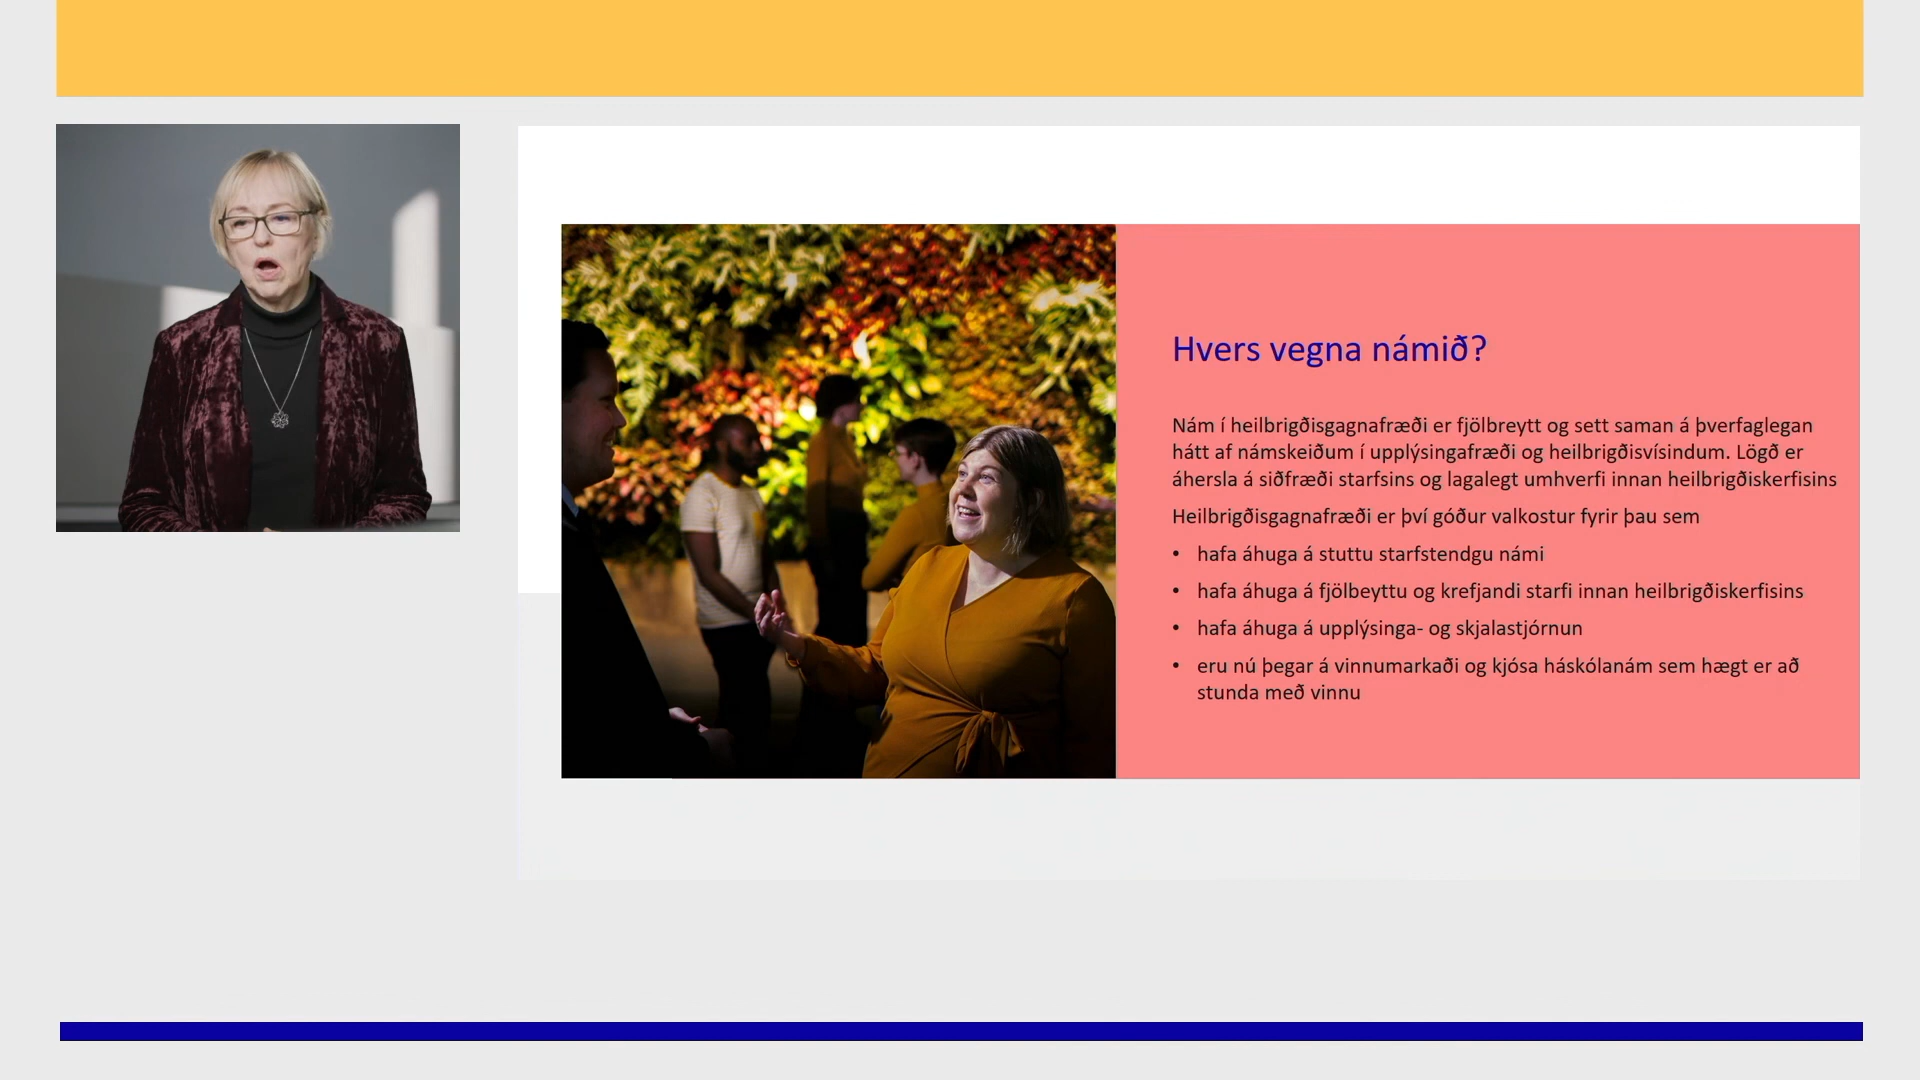 Hvers vegna námið?
Nám í heilbrigðisgagnafræði er fjölbreytt og sett saman á þverfaglegan
hátt af námskeiðum í upplýsingafræði og heilbrigðisvísindum. Lögð er
áhersla á siðfræði starfsins og lagalegt umhverfi innan heilbrigðiskerfisins
Heilbrigðisgagnafræði er því góður valkostur fyrir þau sem
• hafa áhuga á stuttu starfstendgu námi
• hafa áhuga á fjölbeyttu og krefjandi starfi innan heilbrigðiskerfisins
• hafa áhuga á upplýsinga- og skjalastjórnun
• eru nú þegar á vinnumarkaði og kjósa háskólanám sem hægt er að
stunda með vinnu